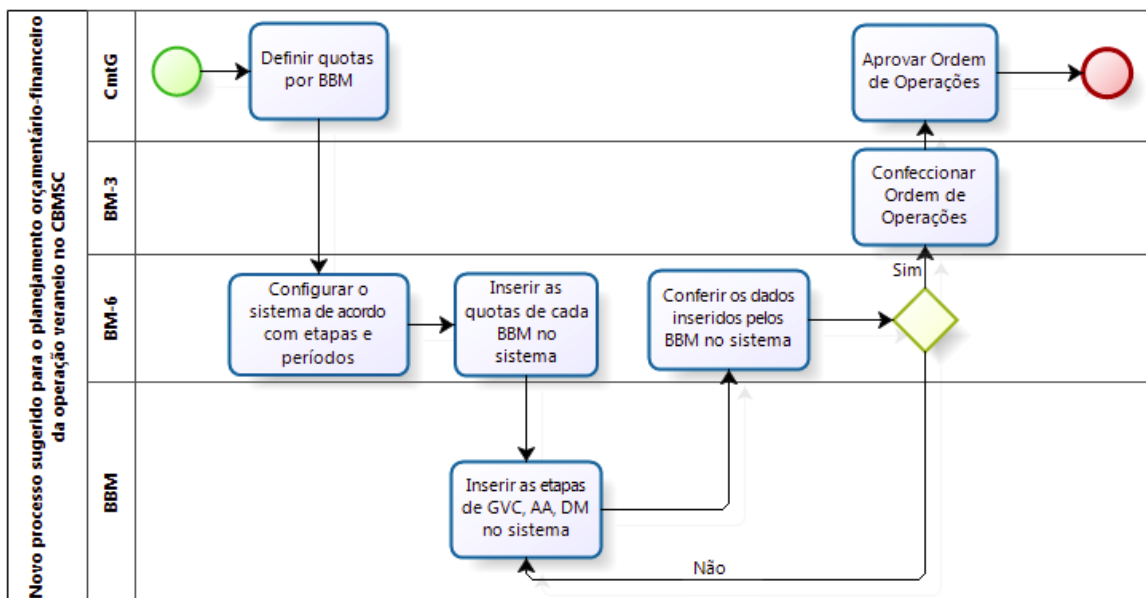 Novo processo sugerido para o planejamento orçamentário-financeiro
da operação veraneio no CBMSC
CmtG
Definir quotas
por BBM
Aprovar Ordem
de Operações
BM-3
Confeccionar
Ordem de
Operações
BM-6
Configurar o
sistema de acordo
com etapas e
períodos
Inserir as
quotas de cada
BBM no
sistema
Conferir os dados
inseridos pelos
BBM no sistema
Sim
BBM
Inserir as etapas
de GVC, AA, DM
no sistema
Não